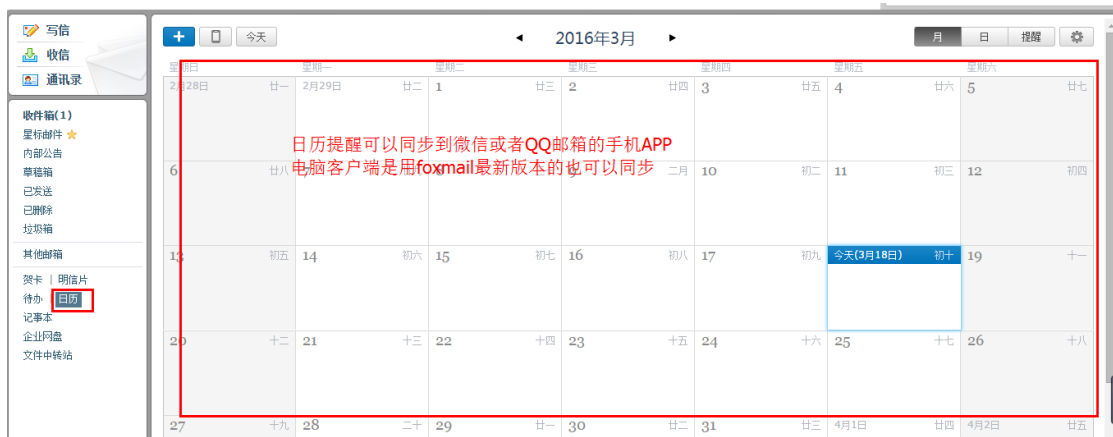 写信
收信
通讯录
收件箱(1)
星标邮件
内部公告
草稿箱
已发送
已删除
垃圾箱
其他邮箱
贺卡 | 明信片
待办 | 日历
记事本
企业网盘
文件中转站
今天
2016年3月
月 日 提醒
星期日 星期一 星期二 星期三 星期四 星期五 星期六
2月28日 廿一 2月29日 廿二 1 廿三 2 廿四 3 廿五 4 廿六 5 廿七
日历提醒可以同步到微信或者QQ邮箱的手机APP
电脑客户端是用foxmail最新版本的也可以同步
6 廿八 7 8 9 二月 10 初二 11 初三 12 初四
13 初五 14 初六 15 初七 16 初八 17 初九 今天(3月18日) 初十 19 十一
20 十二 21 十三 22 十四 23 十五 24 十六 25 十七 26 十八
27 十九 28 二十 29 廿一 30 廿二 31 廿三 4月1日 廿四 4月2日 廿五